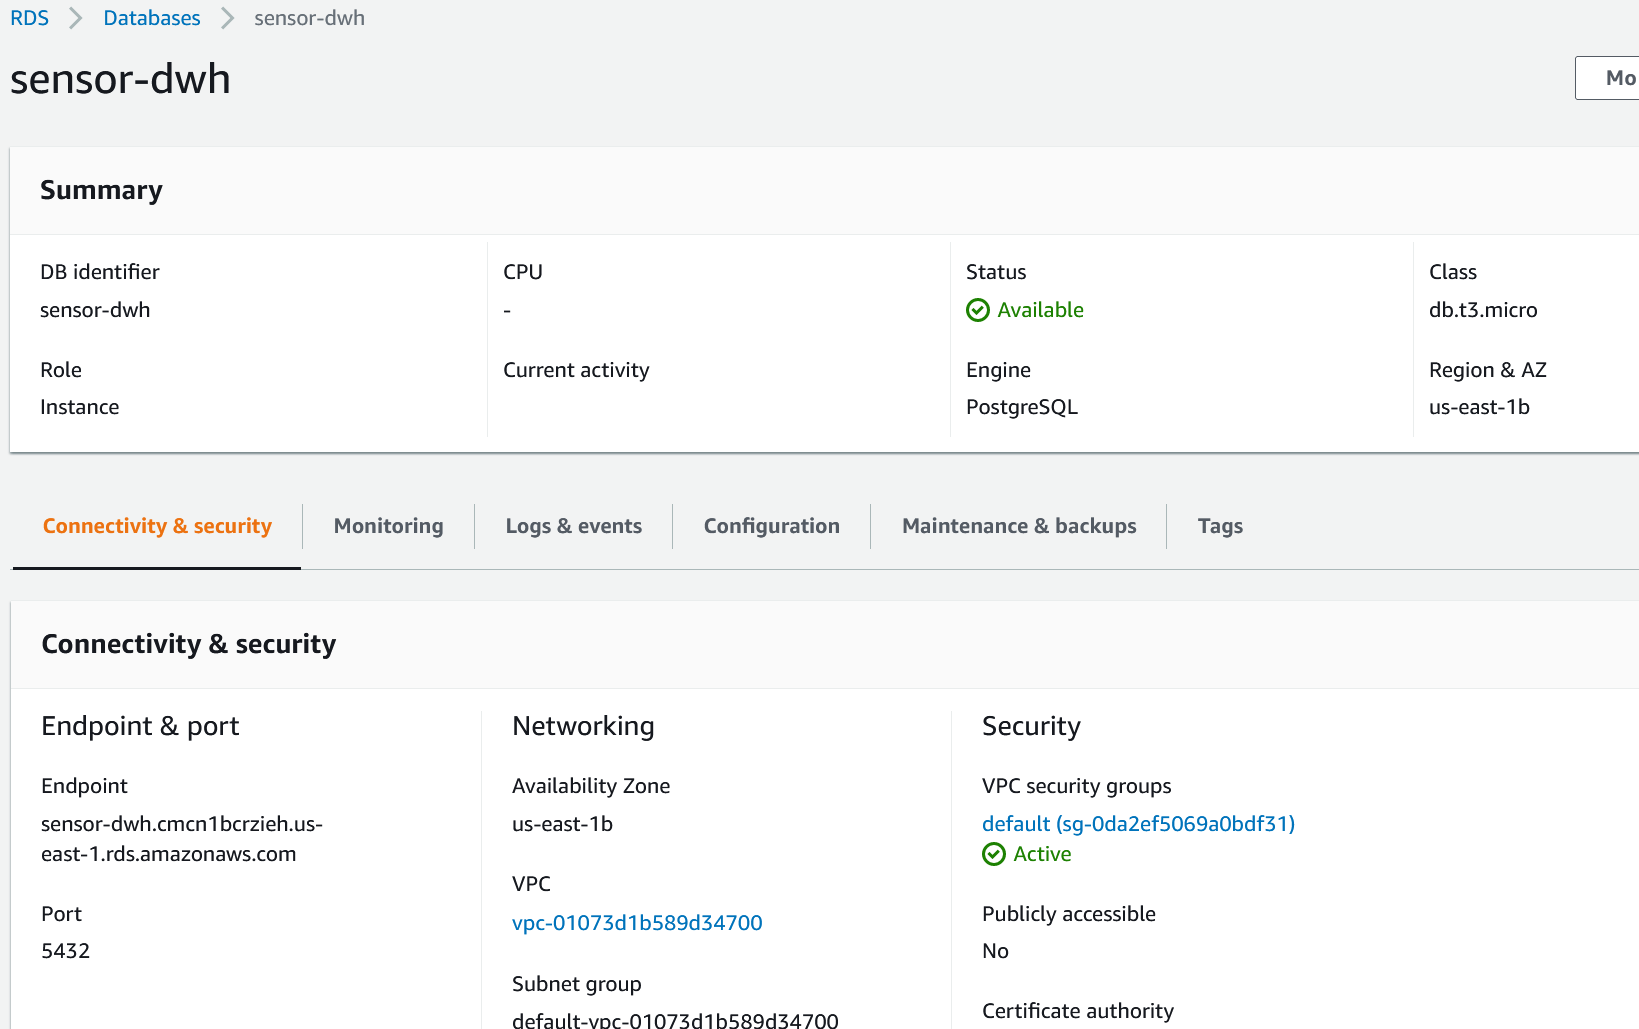 RDS > Databases > sensor-dwh
sensor-dwh
Mo
Summary
DB identifier
sensor-dwh
CPU
-
Status
Available
Class
db.t3.micro
Role
Instance
Current activity
Engine
PostgreSQL
Region & AZ
us-east-1b
Connectivity & security
Monitoring
Logs & events
Configuration
Maintenance & backups
Tags
Connectivity & security
Endpoint & port
Endpoint
sensor-dwh.cmcn1bcrzieh.us-
east-1.rds.amazonaws.com
Port
5432
Networking
Availability Zone
us-east-1b
VPC
vpc-01073d1b589d34700
Subnet group
default-vpc-01073d1b589d34700
Security
VPC security groups
default (sg-0da2ef5069a0bdf31)
Active
Publicly accessible
No
Certificate authority